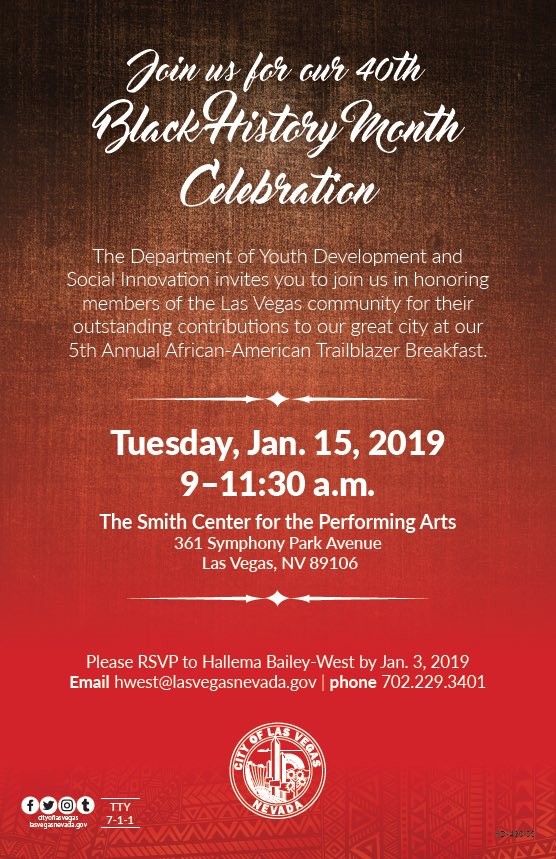 Join us for our 40th
Black History Month
Celebration
The Department of Youth Development and
Social Innovation invites you to join us in honoring
members of the Las Vegas community for their
outstanding contributions to our great city at our
5th Annual African-American Trailblazer Breakfast.
Tuesday, Jan. 15, 2019
9–11:30 a.m.
The Smith Center for the Performing Arts
361 Symphony Park Avenue
Las Vegas, NV 89106
Please RSVP to Hallema Bailey-West by Jan. 3, 2019
Email hwest@lasvegasnevada.gov | phone 702.229.3401
CITY OF LAS VEGAS
NEVADA
cityoflasvegas
lasvegasnevada.gov
TTY
7-1-1